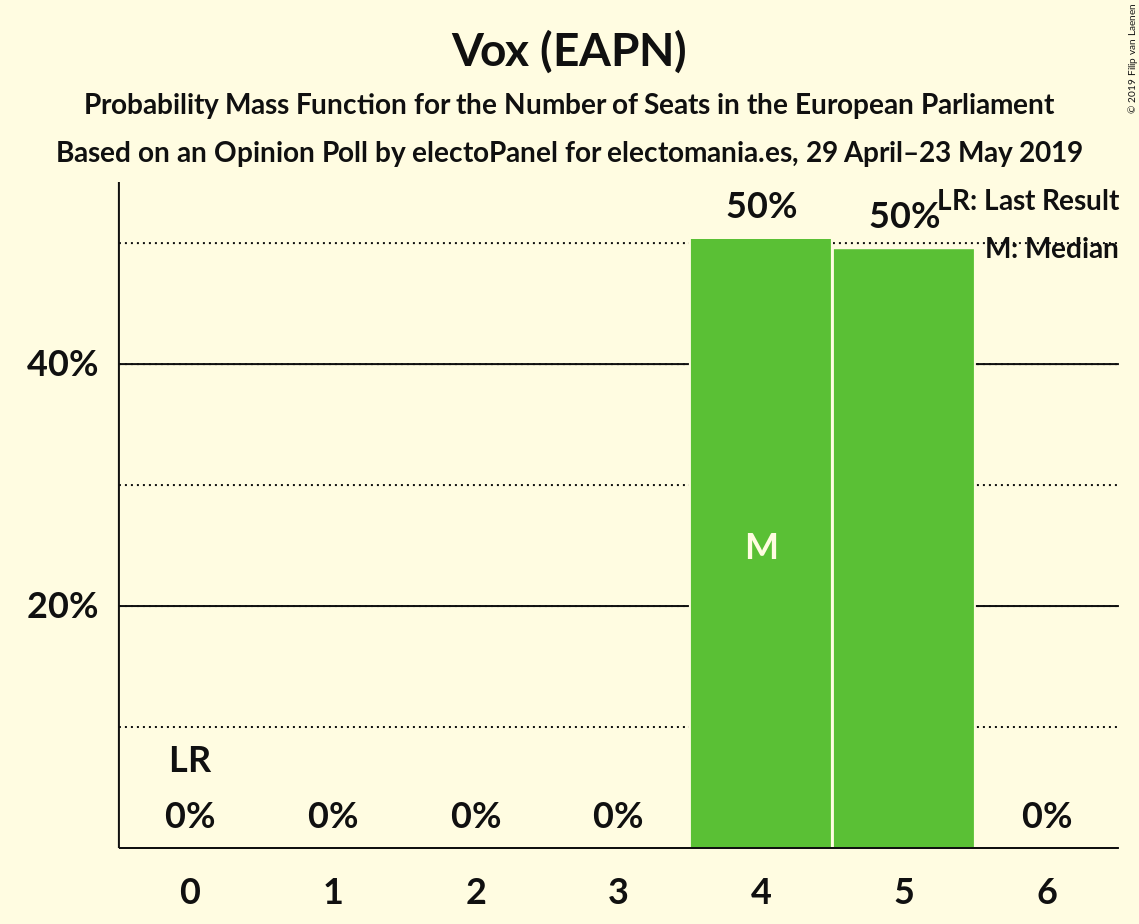 Vox (EAPN)
Probability Mass Function for the Number of Seats in the European Parliament
Based on an Opinion Poll by electoPanel for electomania.es, 29 April–23 May 2019
© 2019 Filip van Laenen
LR: Last Result
M: Median
50%
50%
40%
20%
M
LR
0%
0%
0%
0%
0%
0
1
2
3
4
5
6